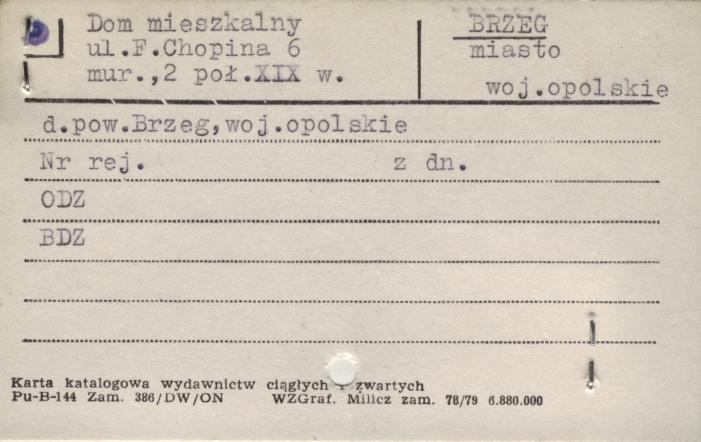 Dom mieszkalny
ul.F.Chopina 6
mur.,2 poł.XIX w.
BRZEG
miasto
woj.opolskie
d.pow.Brzeg,woj.opolskie
Nr rej. z dn.
ODZ
BDZ
Karta katalogowa wydawnictw ciągłych i zwartych
Pu-B-144 Zam. 386/DW/ON WZGraf. Milicz zam. 78/79 6.880.000